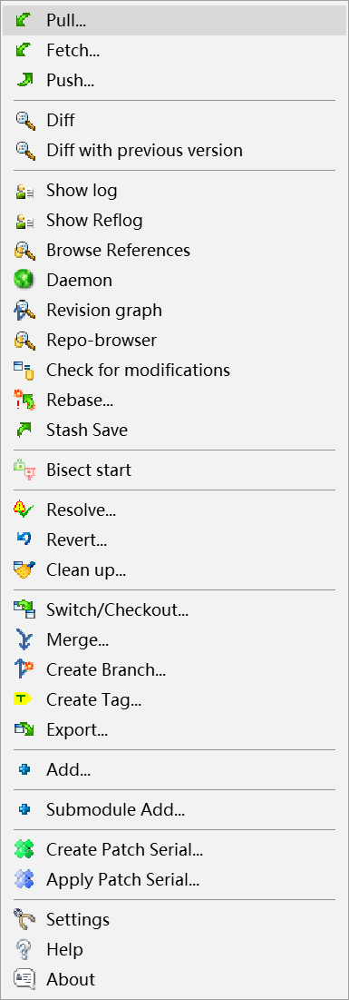 Pull...
Fetch...
Push...
Diff
Diff with previous version
Show log
Show Reflog
Browse References
Daemon
Revision graph
Repo-browser
Check for modifications
Rebase...
Stash Save
Bisect start
Resolve...
Revert...
Clean up...
Switch/Checkout...
Merge...
Create Branch...
Create Tag...
Export...
Add...
Submodule Add...
Create Patch Serial...
Apply Patch Serial...
Settings
Help
About